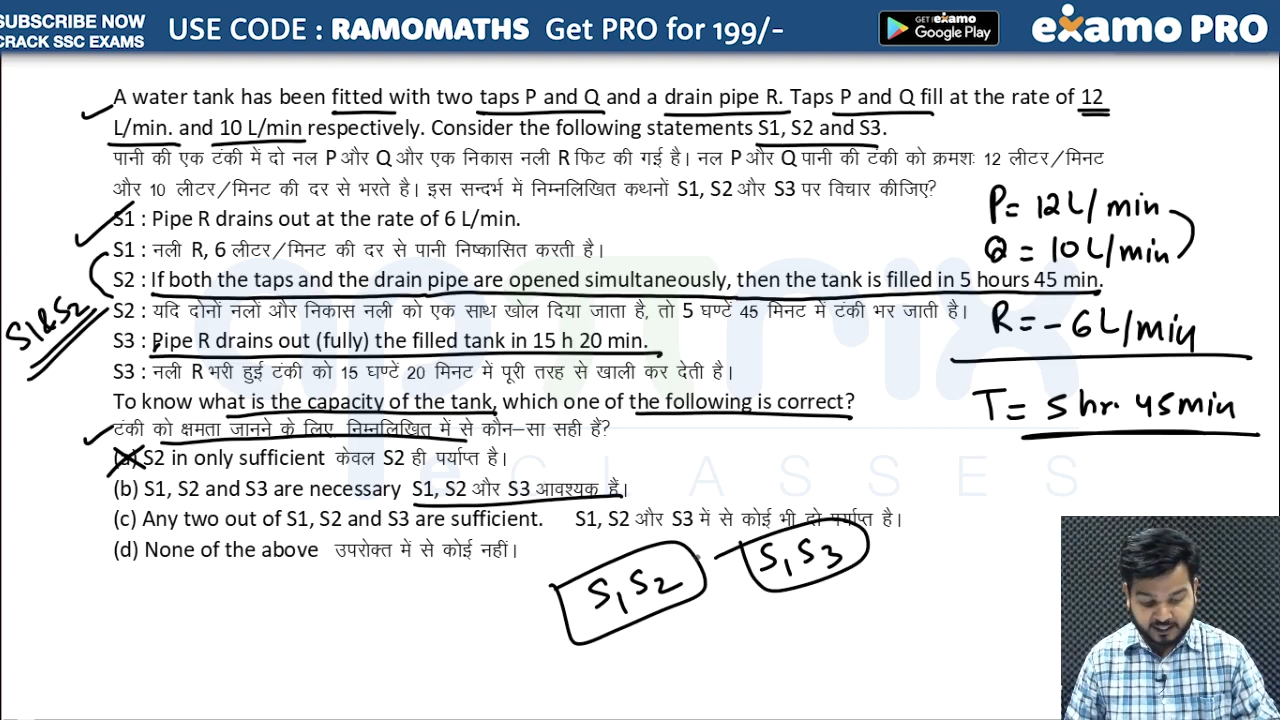 SUBSCRIBE NOW
CRACK SSC EXAMS
USE CODE : RAMOMATHS Get PRO for 199/-
GET IT ON examo
Google Play
examo PRO
A water tank has been fitted with two taps P and Q and a drain pipe R. Taps P and Q fill at the rate of 12
L/min. and 10 L/min respectively. Consider the following statements S1, S2 and S3.
पानी की एक टंकी में दो नल P और Q और एक निकास नली R फिट की गई है। नल P और Q पानी की टंकी को क्रमशः 12 लीटर/मिनट
और 10 लीटर/मिनट की दर से भरते है। इस सन्दर्भ में निम्नलिखित कथनों S1, S2 और S3 पर विचार कीजिए?
S1 : Pipe R drains out at the rate of 6 L/min.
S1 : नली R, 6 लीटर/मिनट की दर से पानी निष्कासित करती है।
S2 : If both the taps and the drain pipe are opened simultaneously, then the tank is filled in 5 hours 45 min.
S2 : यदि दोनों नलों और निकास नली को एक साथ खोल दिया जाता है, तो 5 घण्टें 45 मिनट में टंकी भर जाती है।
S3 : Pipe R drains out (fully) the filled tank in 15 h 20 min.
S3 : नली R भरी हुई टंकी को 15 घण्टें 20 मिनट में पूरी तरह से खाली कर देती है।
To know what is the capacity of the tank, which one of the following is correct?
टंकी को क्षमता जानने के लिए, निम्नलिखित में से कौन-सा सही हैं?
(a) S2 in only sufficient केवल S2 ही पर्याप्त है।
(b) S1, S2 and S3 are necessary S1, S2 और S3 आवश्यक हैं।
(c) Any two out of S1, S2 and S3 are sufficient. S1, S2 और S3 में से कोई भी दो पर्याप्त है।
(d) None of the above उपरोक्त में से कोई नहीं।
P = 12 L/min
Q = 10 L/min
R = -6 L/min
T = 5 hr. 45 min
S1 & S2
S1 S2
S1 S3
CLASSES